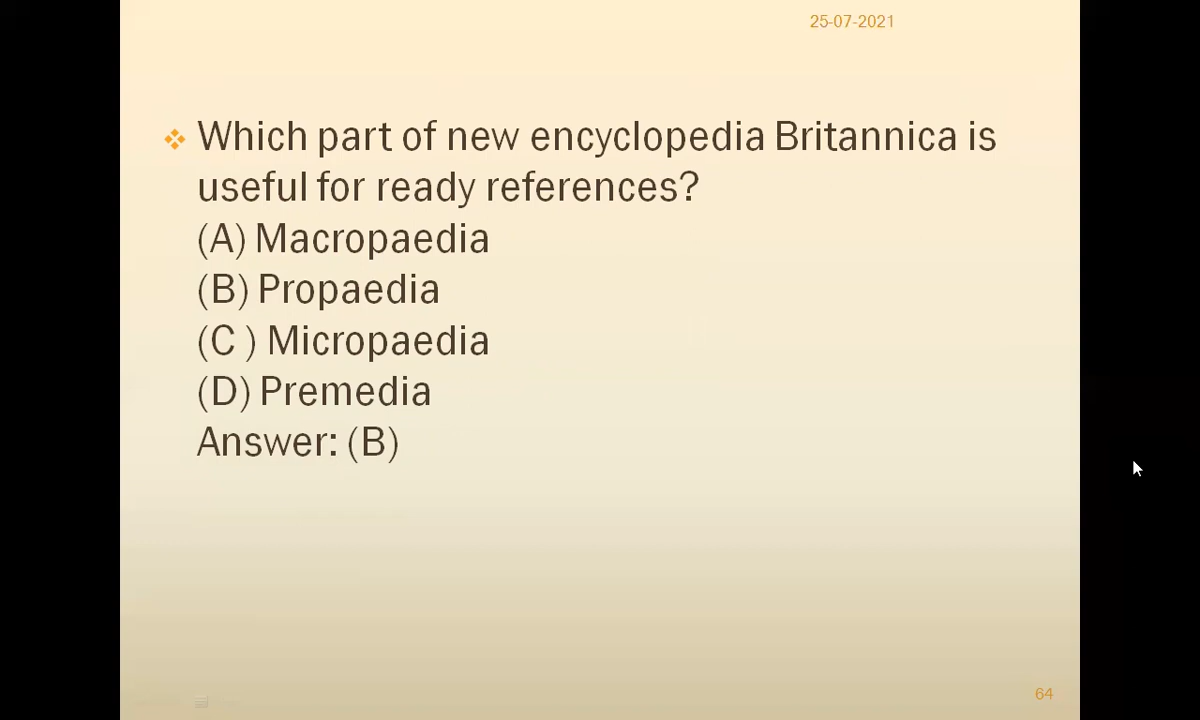 25-07-2021
Which part of new encyclopedia Britannica is
useful for ready references?
(A) Macropaedia
(B) Propaedia
(C ) Micropaedia
(D) Premedia
Answer: (B)
64